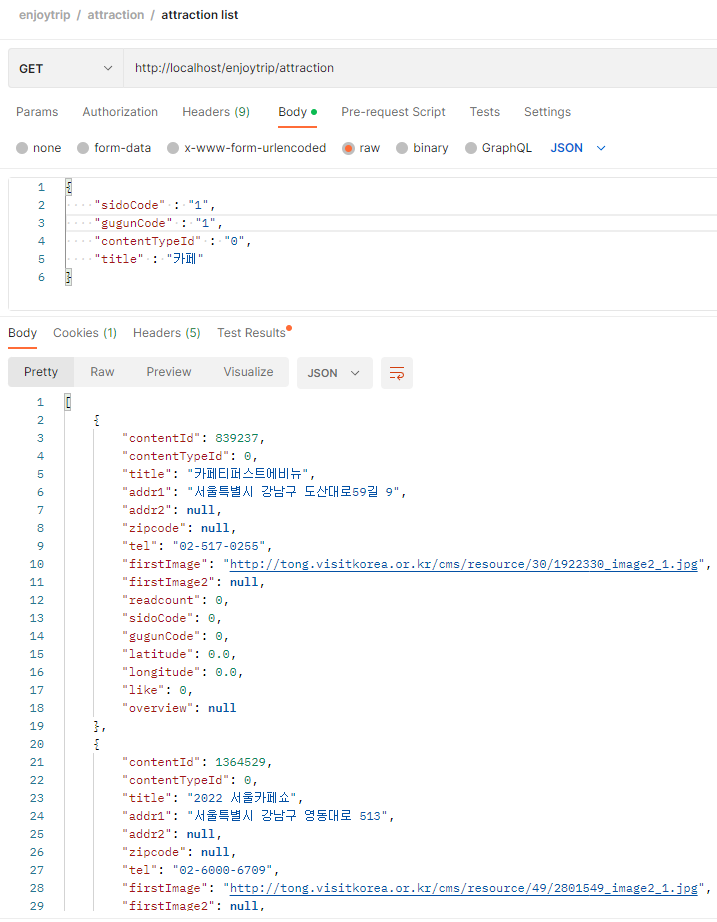 enjoytrip / attraction / attraction list
GET http://localhost/enjoytrip/attraction
Params Authorization Headers (9) Body Pre-request Script Tests Settings
none form-data x-www-form-urlencoded raw binary GraphQL JSON
1 {
2 ····"sidoCode" : "1",
3 ····"gugunCode" : "1",
4 ····"contentTypeId" : "0",
5 ····"title" : "카페"
6 }
Body Cookies (1) Headers (5) Test Results
Pretty Raw Preview Visualize JSON
1 [
2 {
3 "contentId": 839237,
4 "contentTypeId": 0,
5 "title": "카페티퍼스트에비뉴",
6 "addr1": "서울특별시 강남구 도산대로59길 9",
7 "addr2": null,
8 "zipcode": null,
9 "tel": "02-517-0255",
10 "firstImage": "http://tong.visitkorea.or.kr/cms/resource/30/1922330_image2_1.jpg",
11 "firstImage2": null,
12 "readcount": 0,
13 "sidoCode": 0,
14 "gugunCode": 0,
15 "latitude": 0.0,
16 "longitude": 0.0,
17 "like": 0,
18 "overview": null
19 },
20 {
21 "contentId": 1364529,
22 "contentTypeId": 0,
23 "title": "2022 서울카페쇼",
24 "addr1": "서울특별시 강남구 영동대로 513",
25 "addr2": null,
26 "zipcode": null,
27 "tel": "02-6000-6709",
28 "firstImage": "http://tong.visitkorea.or.kr/cms/resource/49/2801549_image2_1.jpg",
29 "firstImage2": null,